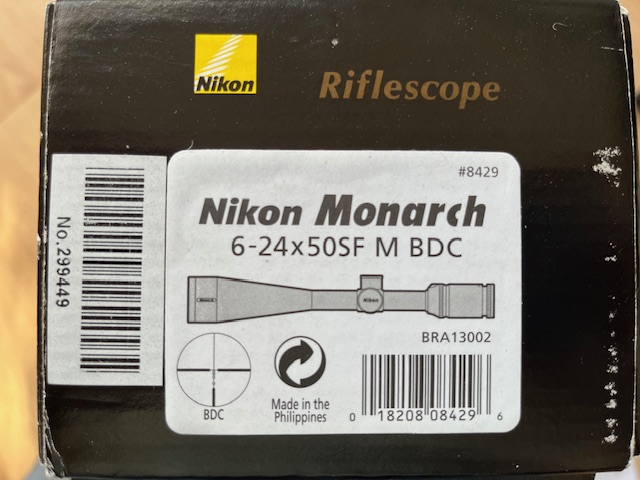 Nikon
Riflescope
#8429
Nikon Monarch
6-24x50SF M BDC
No.299449
Nikon
BRA13002
BDC
Made in the
Philippines
0 18208 08429 6